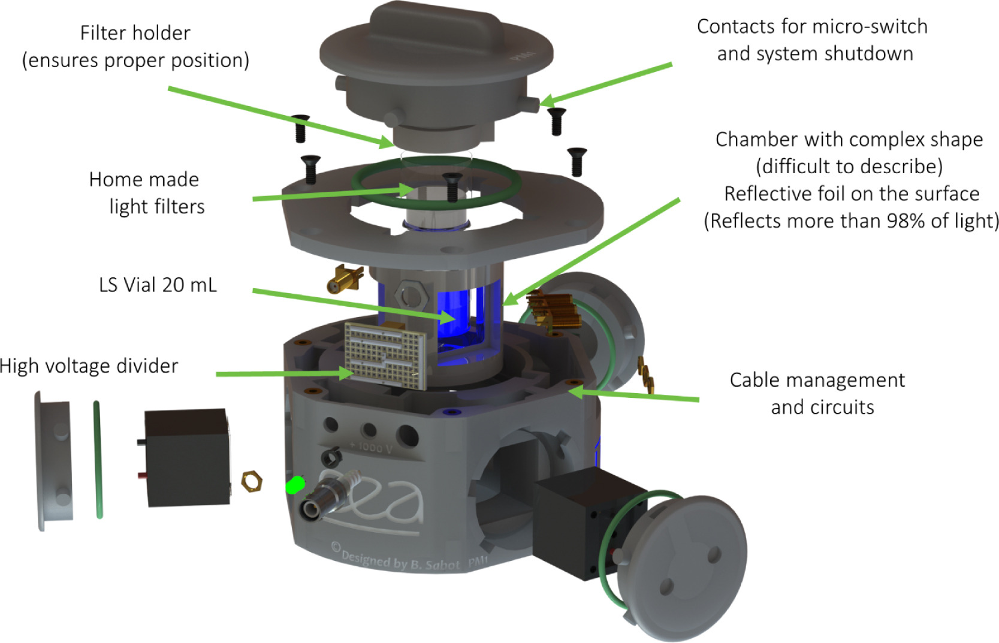 Filter holder
(ensures proper position)
Contacts for micro-switch
and system shutdown
PM1
Chamber with complex shape
(difficult to describe)
Reflective foil on the surface
(Reflects more than 98% of light)
Home made
light filters
LS Vial 20 mL
High voltage divider
Cable management
and circuits
+ 1000 V
cea
© Designed by B. Sabot PM1